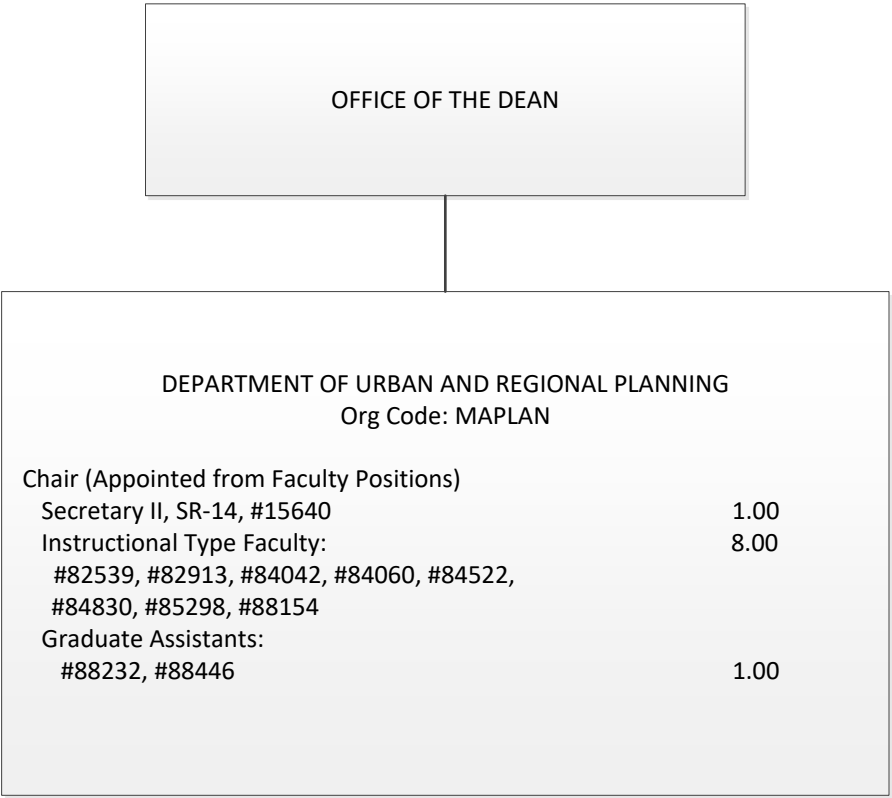 OFFICE OF THE DEAN
DEPARTMENT OF URBAN AND REGIONAL PLANNING
Org Code: MAPLAN
Chair (Appointed from Faculty Positions)
Secretary II, SR-14, #15640 1.00
Instructional Type Faculty: 8.00
#82539, #82913, #84042, #84060, #84522,
#84830, #85298, #88154
Graduate Assistants:
#88232, #88446 1.00